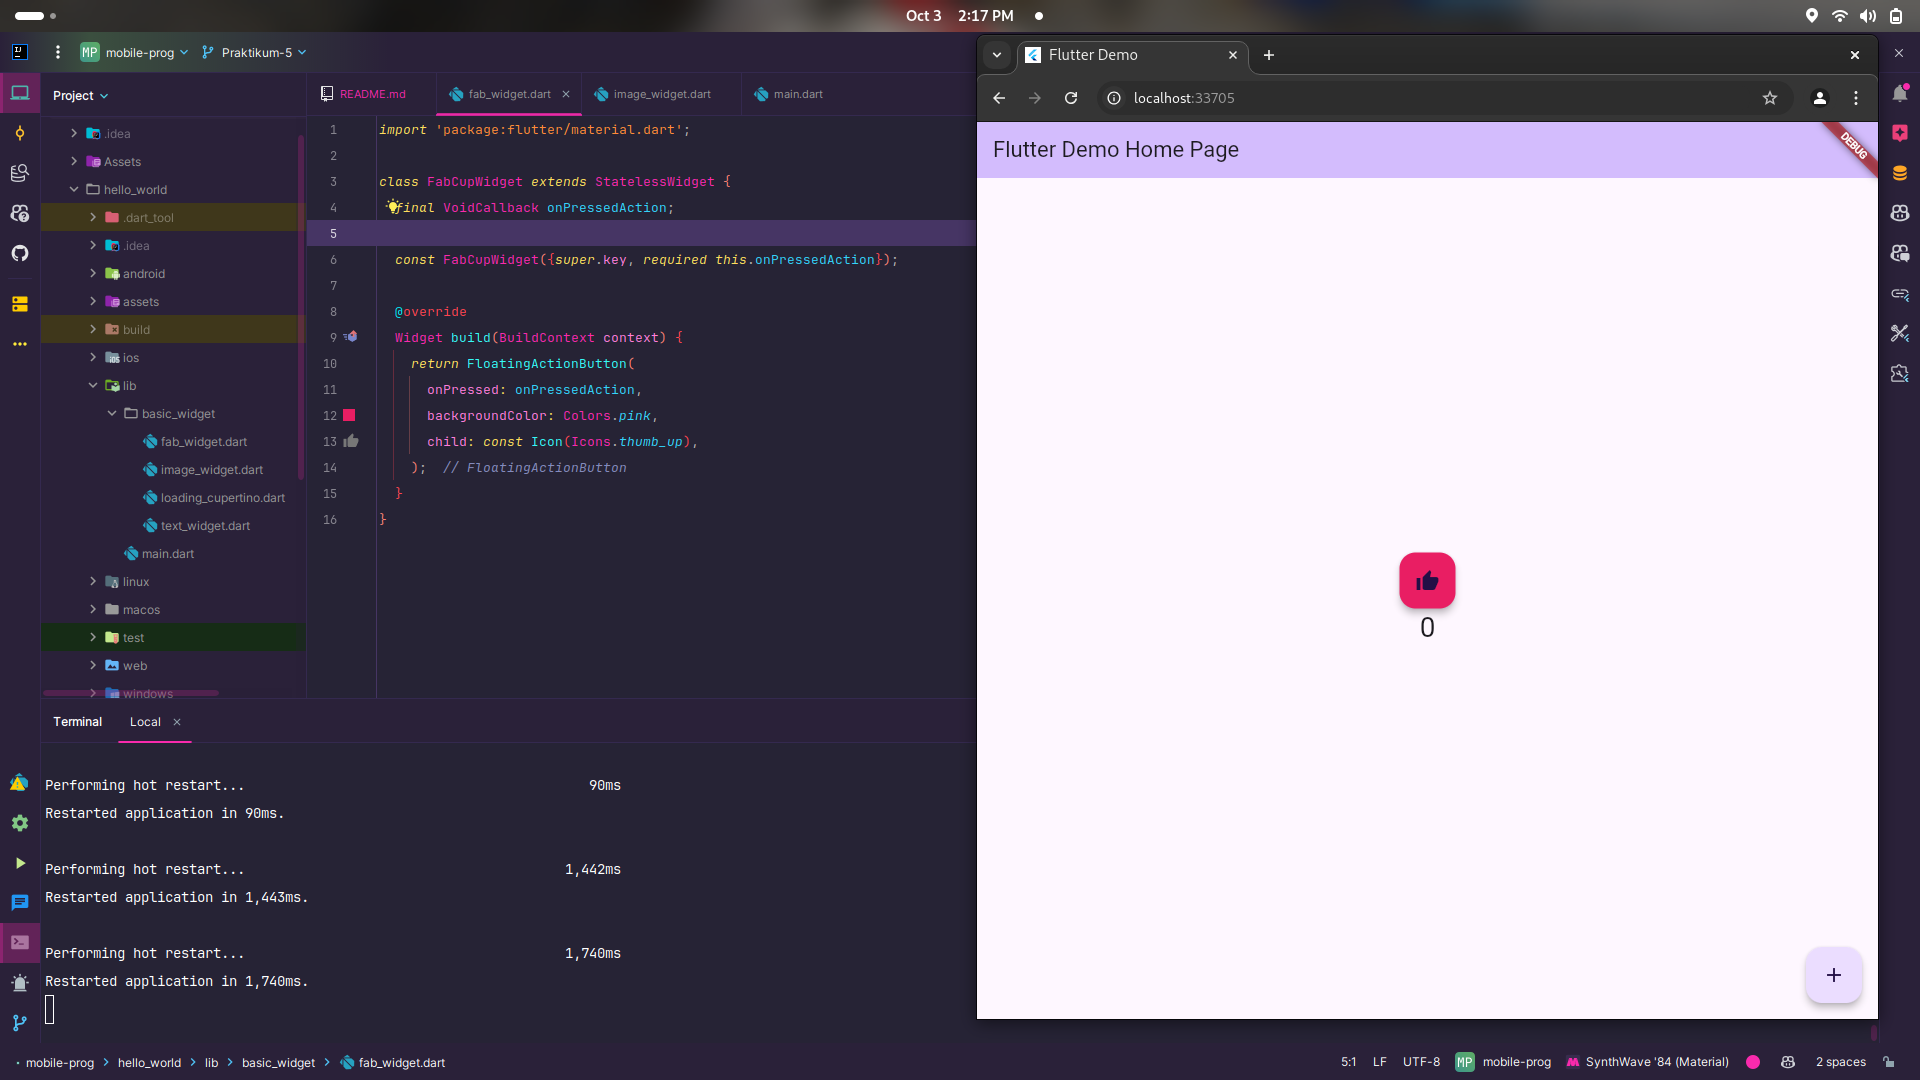 Oct 3 2:17 PM
IJ
MP mobile-prog Praktikum-5
Project
README.md fab_widget.dart image_widget.dart main.dart
.idea
Assets
hello_world
.dart_tool
.idea
android
assets
build
ios
lib
basic_widget
fab_widget.dart
image_widget.dart
loading_cupertino.dart
text_widget.dart
main.dart
linux
macos
test
web
windows
1 import 'package:flutter/material.dart';
2
3 class FabCupWidget extends StatelessWidget {
4 final VoidCallback onPressedAction;
5
6 const FabCupWidget({super.key, required this.onPressedAction});
7
8 @override
9 Widget build(BuildContext context) {
10 return FloatingActionButton(
11 onPressed: onPressedAction,
12 backgroundColor: Colors.pink,
13 child: const Icon(Icons.thumb_up),
14 ); // FloatingActionButton
15 }
16 }
Flutter Demo
localhost:33705
Flutter Demo Home Page
DEBUG
0
Terminal Local
Performing hot restart... 90ms
Restarted application in 90ms.
Performing hot restart... 1,442ms
Restarted application in 1,443ms.
Performing hot restart... 1,740ms
Restarted application in 1,740ms.
mobile-prog hello_world lib basic_widget fab_widget.dart
5:1 LF UTF-8 MP mobile-prog SynthWave '84 (Material) 2 spaces